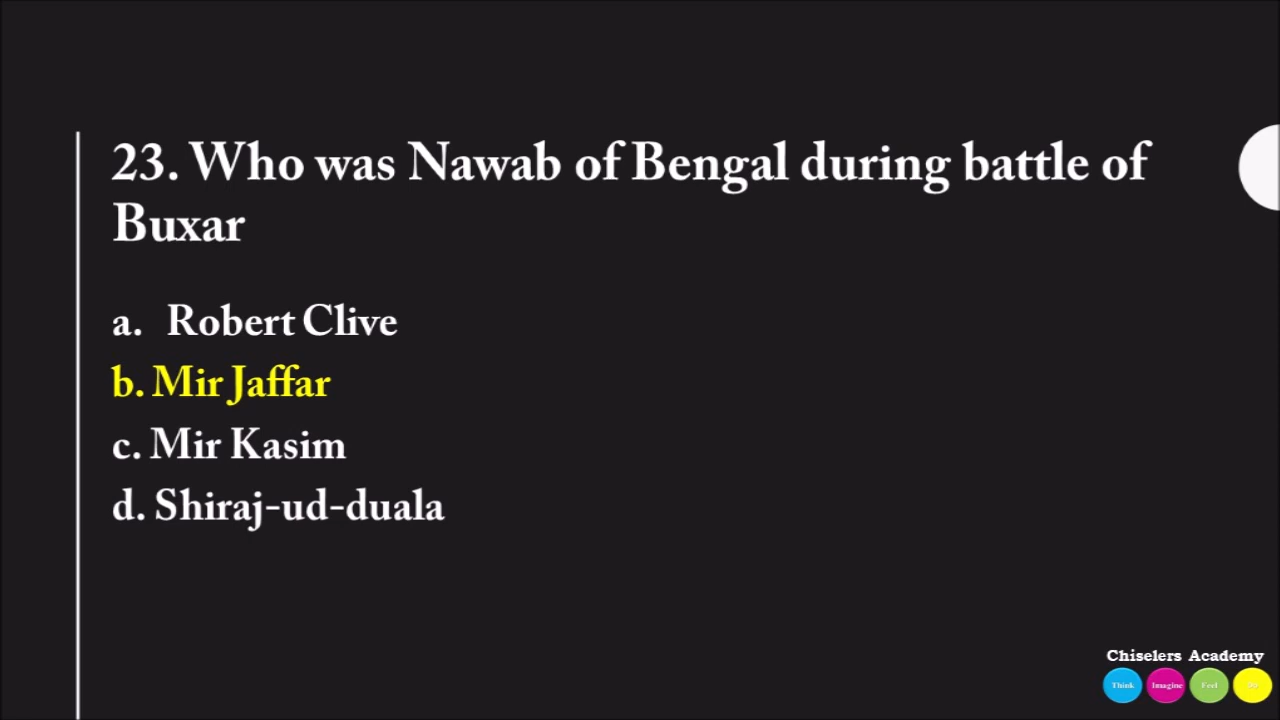 23. Who was Nawab of Bengal during battle of
Buxar
a. Robert Clive
b. Mir Jaffar
c. Mir Kasim
d. Shiraj-ud-duala
Chiselers Academy
Think Imagine Feel